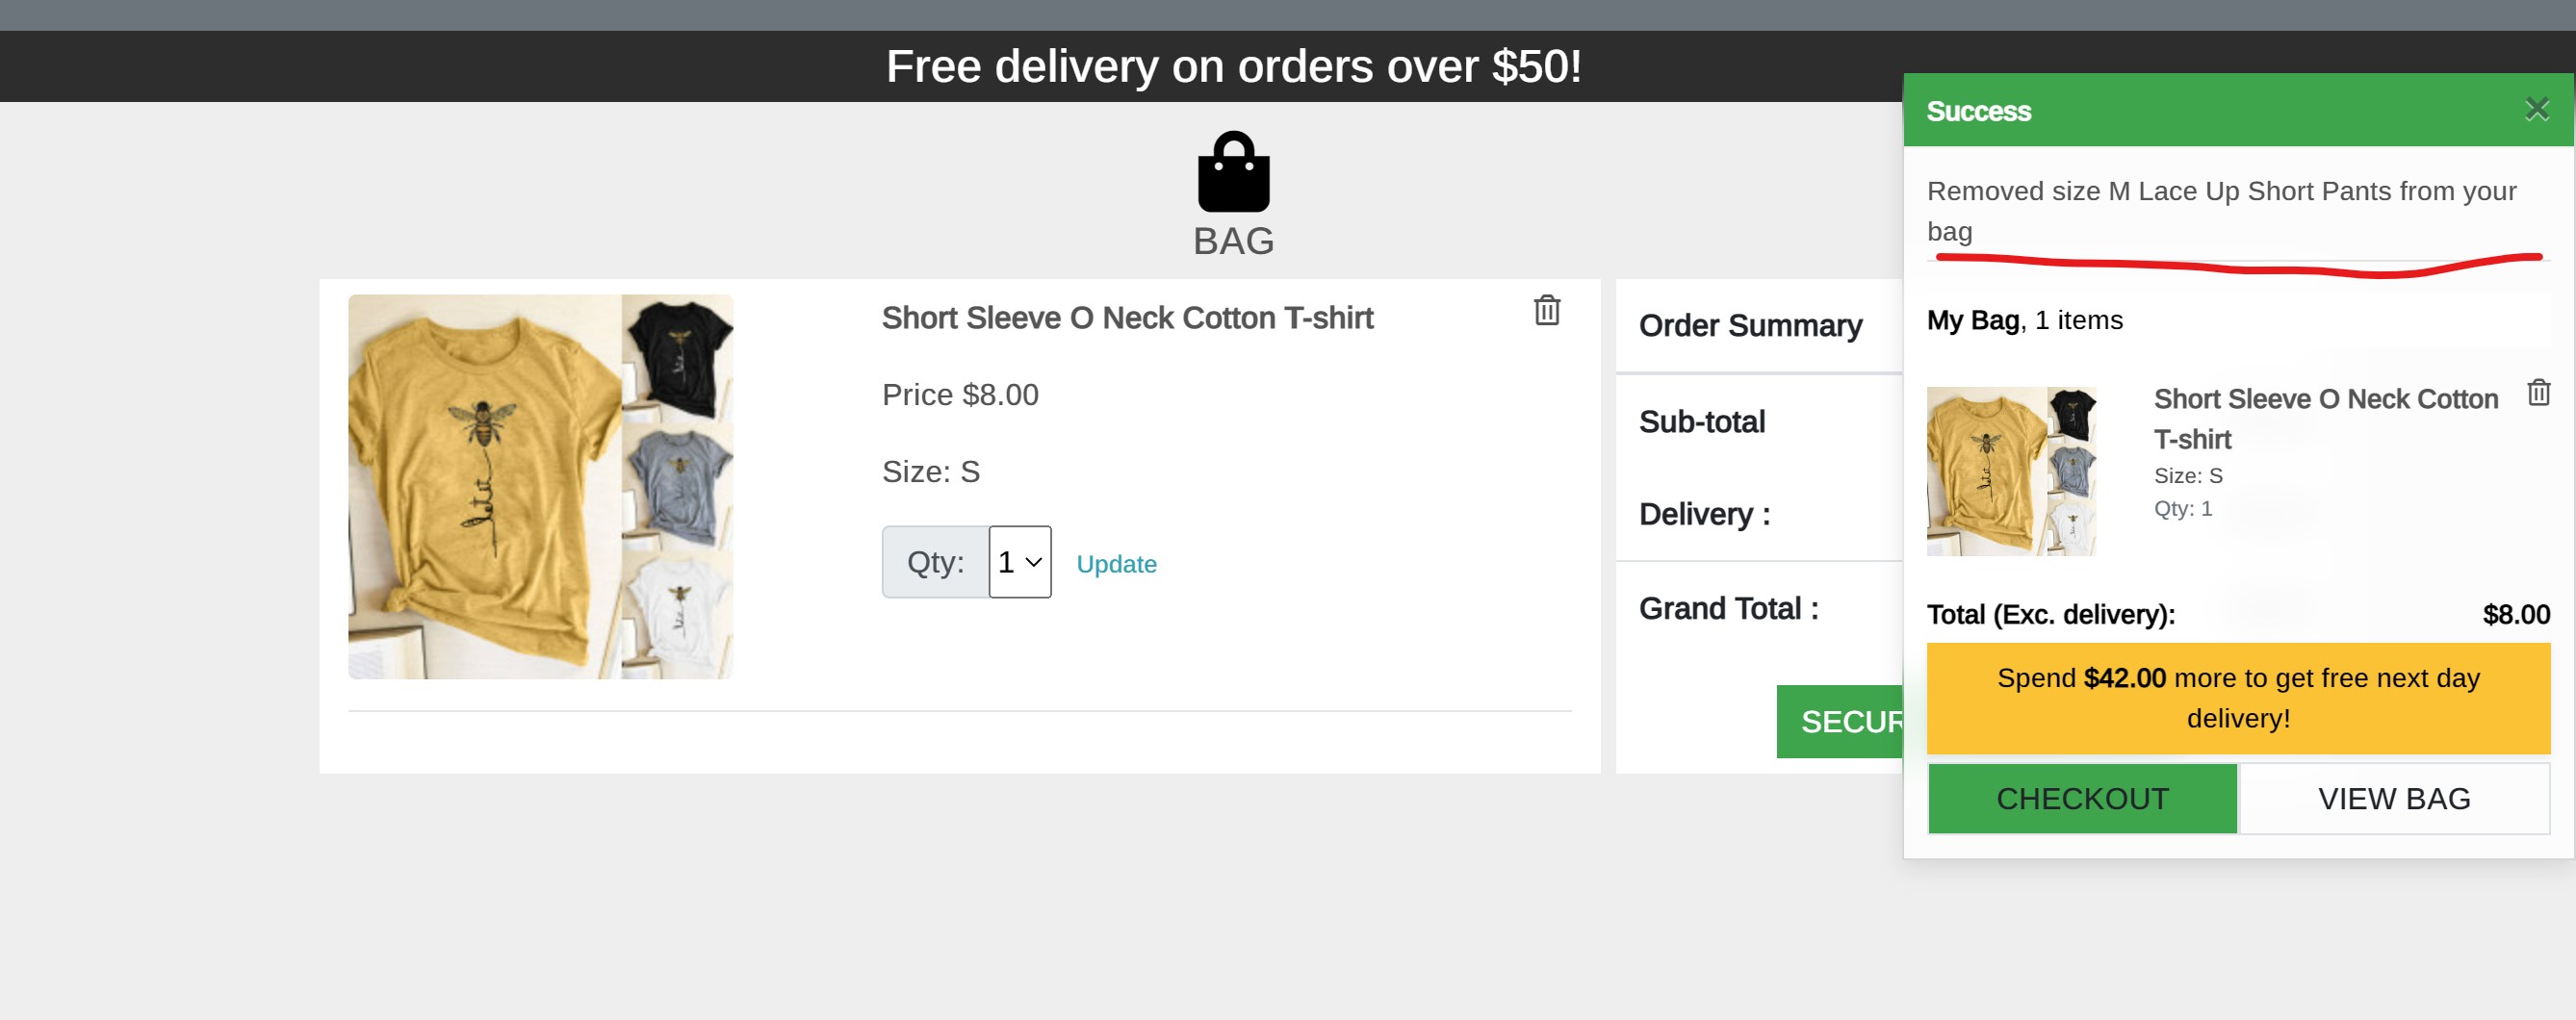 Free delivery on orders over $50!
BAG
Short Sleeve O Neck Cotton T-shirt
Price $8.00
Size: S
Qty: 1
Update
Order Summary
Sub-total
Delivery :
Grand Total :
Success
Removed size M Lace Up Short Pants from your
bag
My Bag, 1 items
Short Sleeve O Neck Cotton
T-shirt
Size: S
Qty: 1
Total (Exc. delivery): $8.00
Spend $42.00 more to get free next day
delivery!
CHECKOUT VIEW BAG